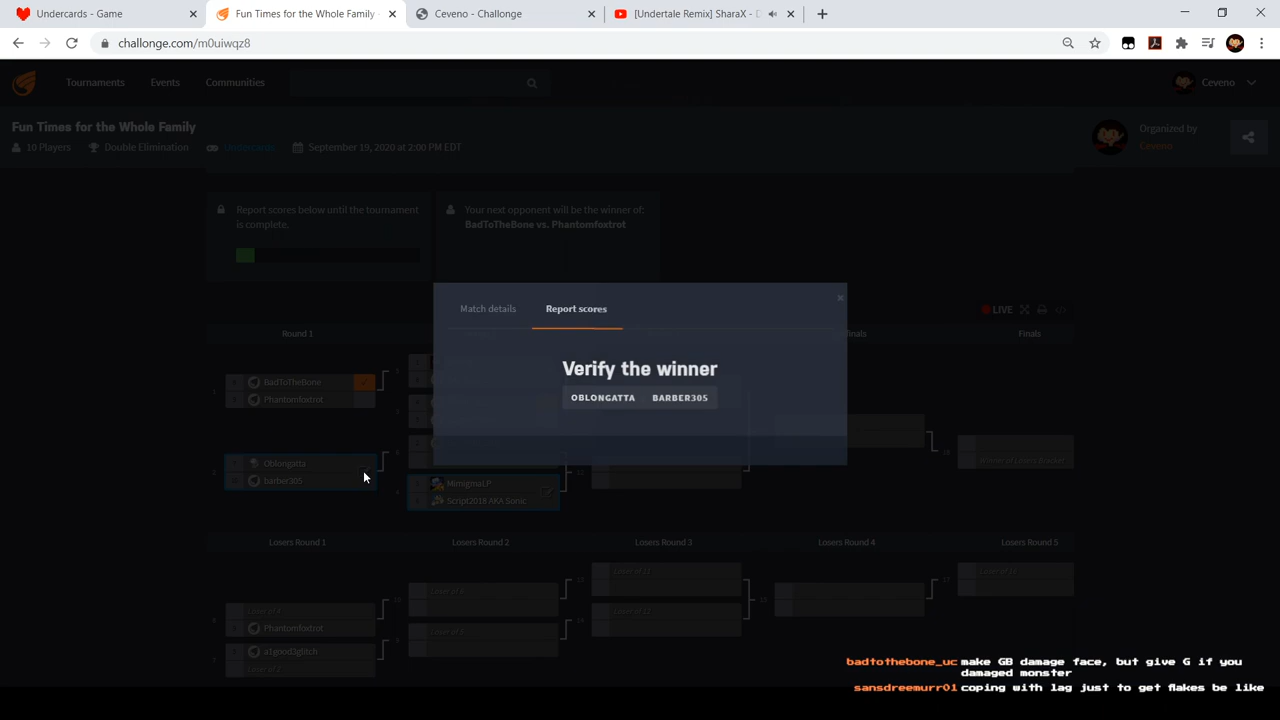 Undercards - Game
Fun Times for the Whole Family -
Ceveno - Challonge
[Undertale Remix] SharaX - D
challonge.com/m0uiwqz8
Tournaments Events Communities
Ceveno
Fun Times for the Whole Family
10 Players Double Elimination Undercards September 19, 2020 at 2:00 PM EDT
Organized by
Ceveno
Report scores below until the tournament
is complete.
Your next opponent will be the winner of:
BadToTheBone vs. Phantomfoxtrot
LIVE
Round 1
Finals
Match details Report scores
Verify the winner
OBLONGATTA BARBER305
BadToTheBone
Phantomfoxtrot
Oblongatta
barber305
MimigmaLP
Script2018 AKA Sonic
Losers Round 1 Losers Round 2 Losers Round 3 Losers Round 4 Losers Round 5
Phantomfoxtrot
a1good3glitch
badtothebone_uc make GB damage face, but give G if you
damaged monster
sansdreemurr01 coping with lag just to get flakes be like